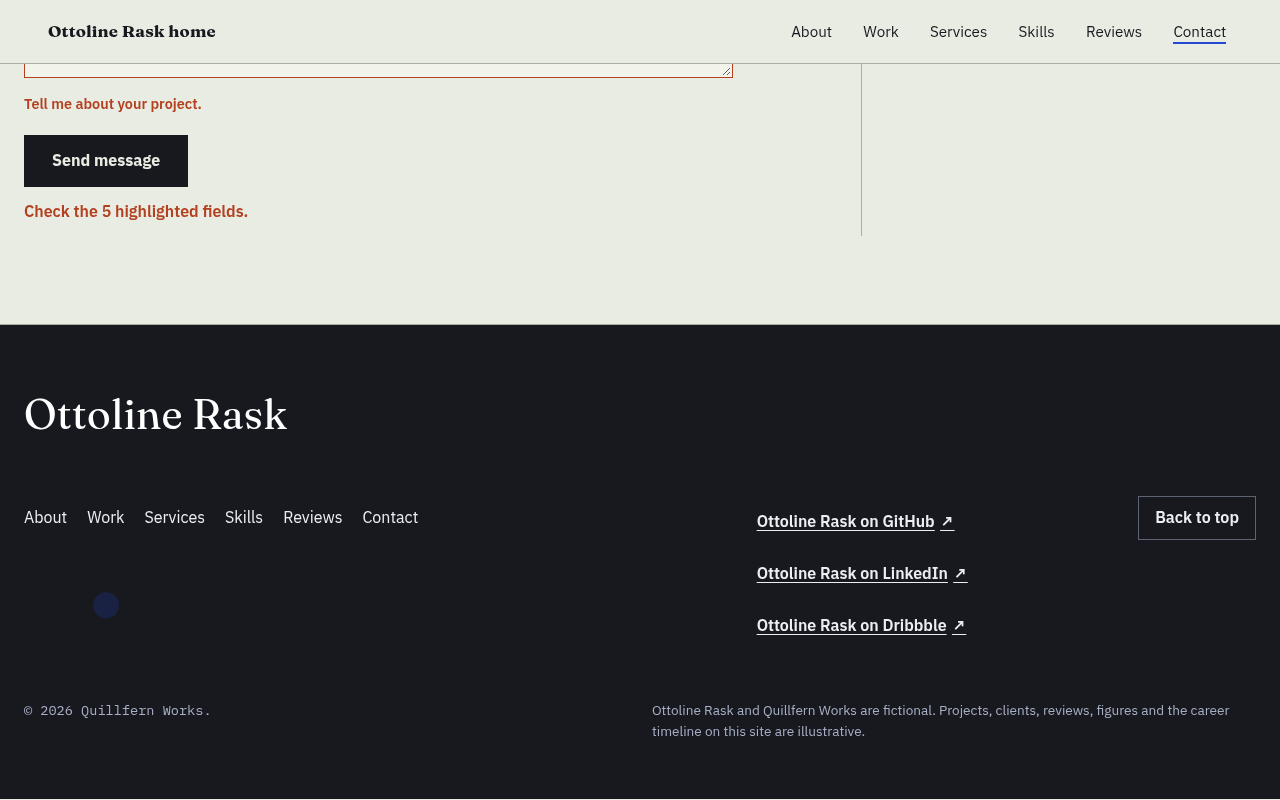 Ottoline Rask home
About Work Services Skills Reviews Contact
Tell me about your project.
Send message
Check the 5 highlighted fields.
Ottoline Rask
About Work Services Skills Reviews Contact
Ottoline Rask on GitHub ↗
Ottoline Rask on LinkedIn ↗
Ottoline Rask on Dribbble ↗
Back to top
© 2026 Quillfern Works.
Ottoline Rask and Quillfern Works are fictional. Projects, clients, reviews, figures and the career
timeline on this site are illustrative.